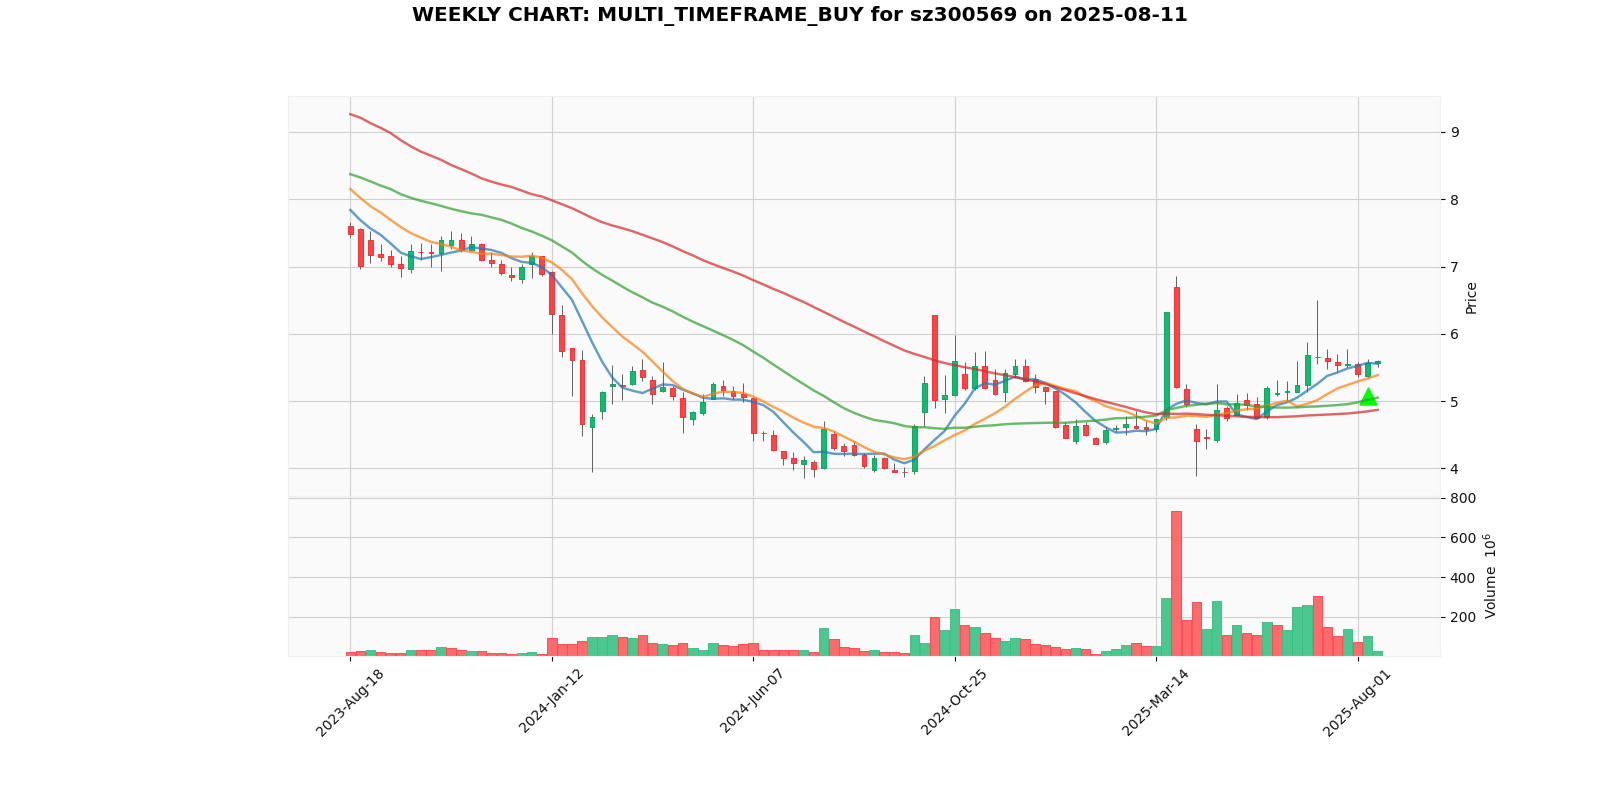 WEEKLY CHART: MULTI_TIMEFRAME_BUY for sz300569 on 2025-08-11
9
8
7
6
5
4
Price
800
600
400
200
Volume 10⁶
2023-Aug-18
2024-Jan-12
2024-Jun-07
2024-Oct-25
2025-Mar-14
2025-Aug-01